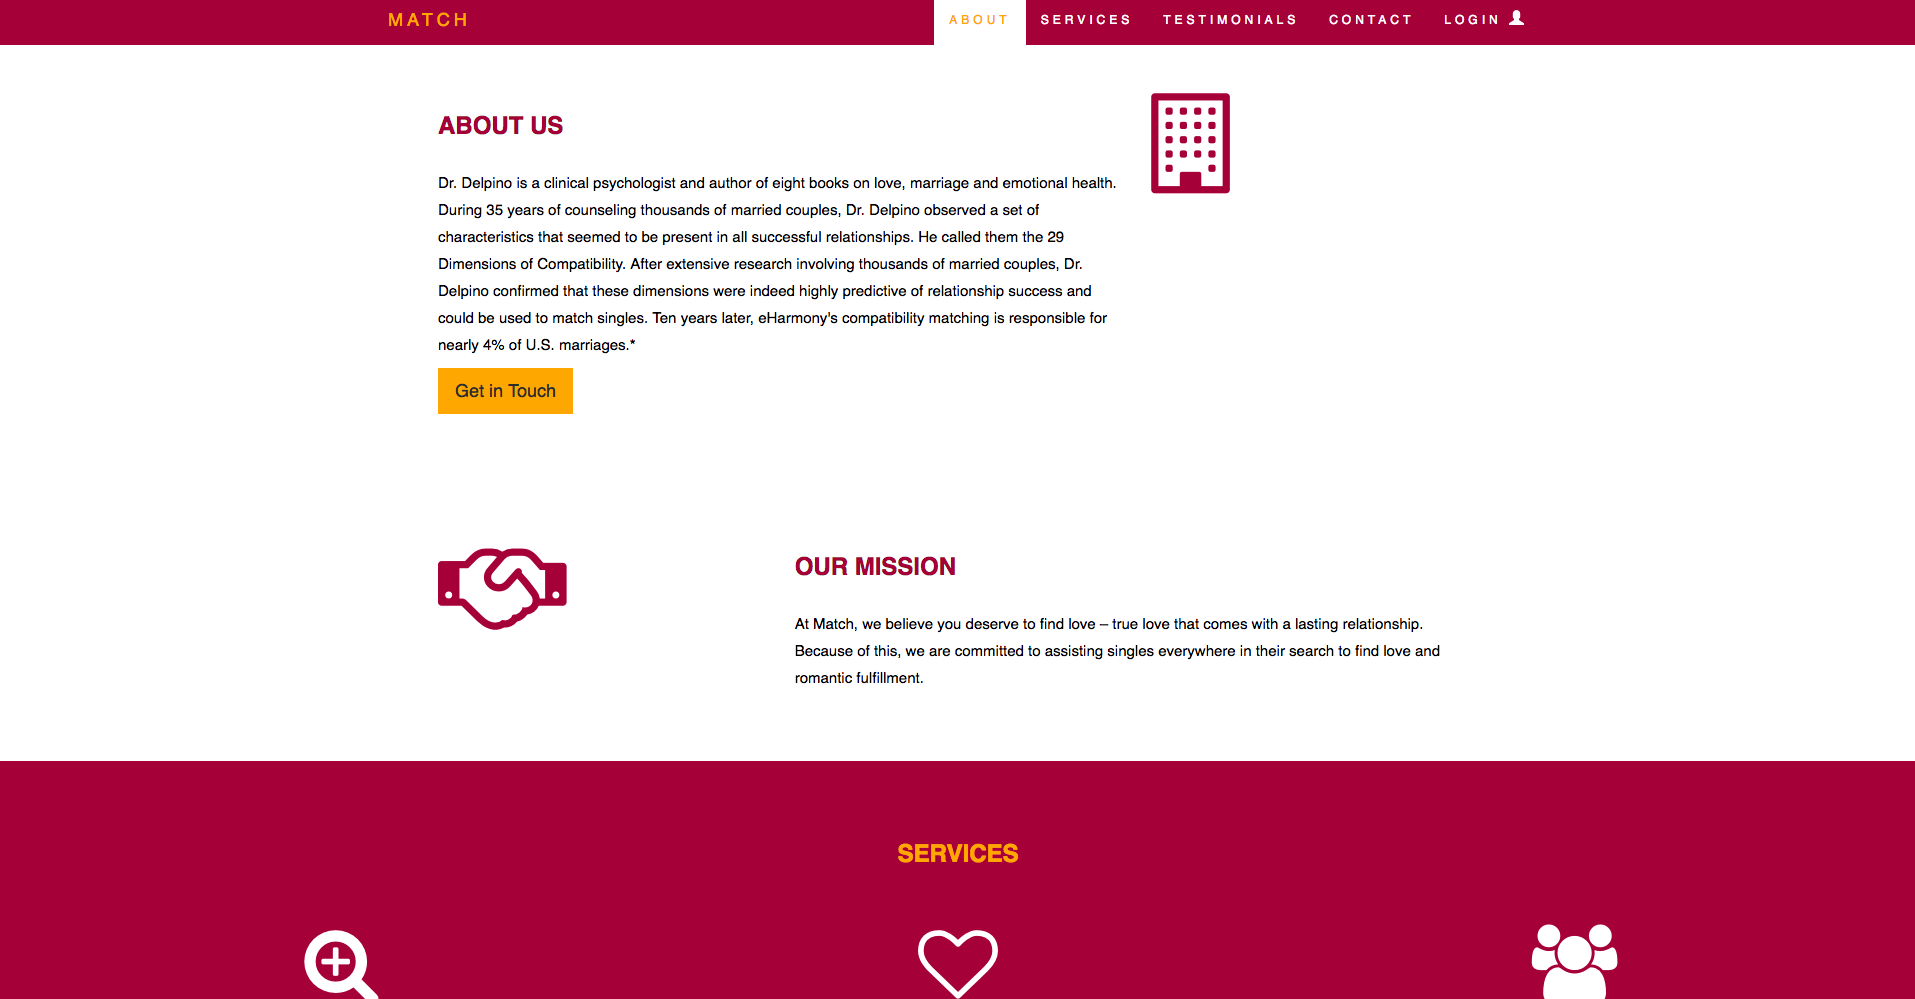 MATCH
ABOUT SERVICES TESTIMONIALS CONTACT LOGIN
ABOUT US
Dr. Delpino is a clinical psychologist and author of eight books on love, marriage and emotional health.
During 35 years of counseling thousands of married couples, Dr. Delpino observed a set of
characteristics that seemed to be present in all successful relationships. He called them the 29
Dimensions of Compatibility. After extensive research involving thousands of married couples, Dr.
Delpino confirmed that these dimensions were indeed highly predictive of relationship success and
could be used to match singles. Ten years later, eHarmony's compatibility matching is responsible for
nearly 4% of U.S. marriages.*
Get in Touch
OUR MISSION
At Match, we believe you deserve to find love – true love that comes with a lasting relationship.
Because of this, we are committed to assisting singles everywhere in their search to find love and
romantic fulfillment.
SERVICES